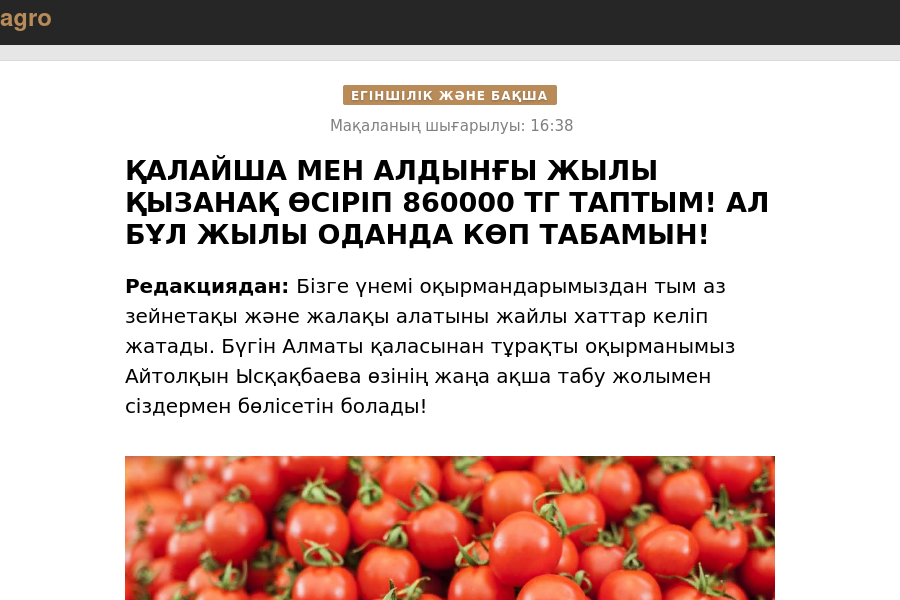 agro
ЕГІНШІЛІК ЖӘНЕ БАҚША
Мақаланың шығарылуы: 16:38
ҚАЛАЙША МЕН АЛДЫНҒЫ ЖЫЛЫ
ҚЫЗАНАҚ ӨСІРІП 860000 ТГ ТАПТЫМ! АЛ
БҰЛ ЖЫЛЫ ОДАНДА КӨП ТАБАМЫН!
Редакциядан: Бізге үнемі оқырмандарымыздан тым аз
зейнетақы және жалақы алатыны жайлы хаттар келіп
жатады. Бүгін Алматы қаласынан тұрақты оқырманымыз
Айтолқын Ысқақбаева өзінің жаңа ақша табу жолымен
сіздермен бөлісетін болады!